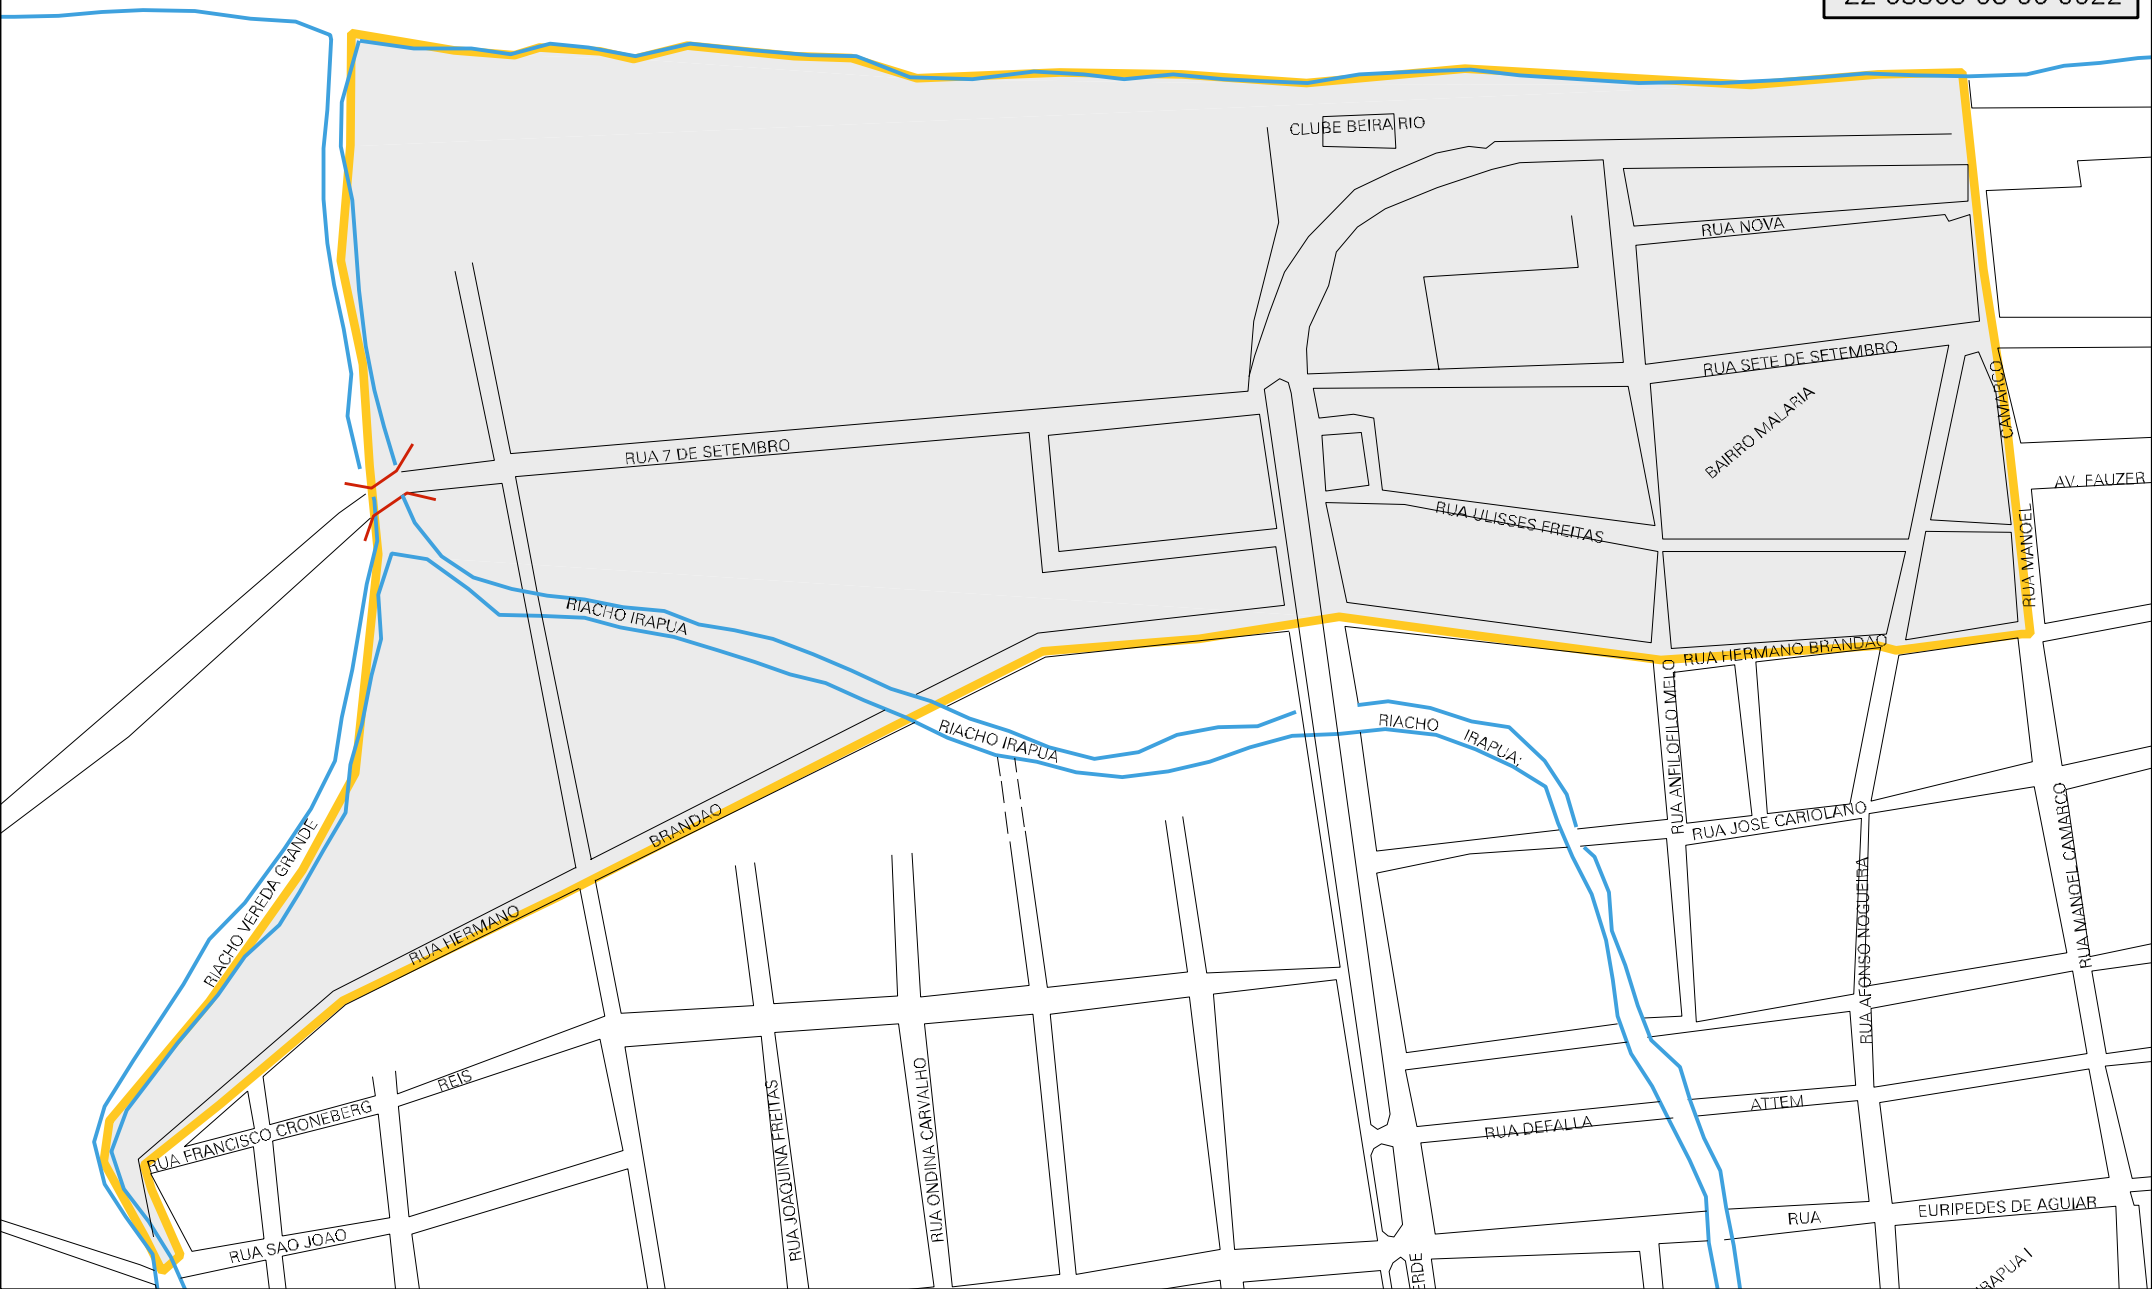 CLUBE BEIRA RIO
RUA NOVA
RUA SETE DE SETEMBRO
BAIRRO MALARIA
CAMARCO
RUA 7 DE SETEMBRO
AV. FAUZER
RUA ULISSES FREITAS
RUA MANOEL
RIACHO IRAPUA
RUA HERMANO BRANDAO
RIACHO IRAPUA
RIACHO
IRAPUA;
RUA ANFILOFILO MELO
BRANDAO
RUA JOSE CARIOLANO
RUA MANOEL CAMARCO
RIACHO VEREDA GRANDE
RUA HERMANO
RUA AFONSO NOGUEIRA
REIS
RUA FRANCISCO CRONEBERG
RUA JOAQUINA FREITAS
RUA ONDINA CARVALHO
RUA DEFALLA
ATTEM
RUA SAO JOAO
RUA
EURIPEDES DE AGUIAR